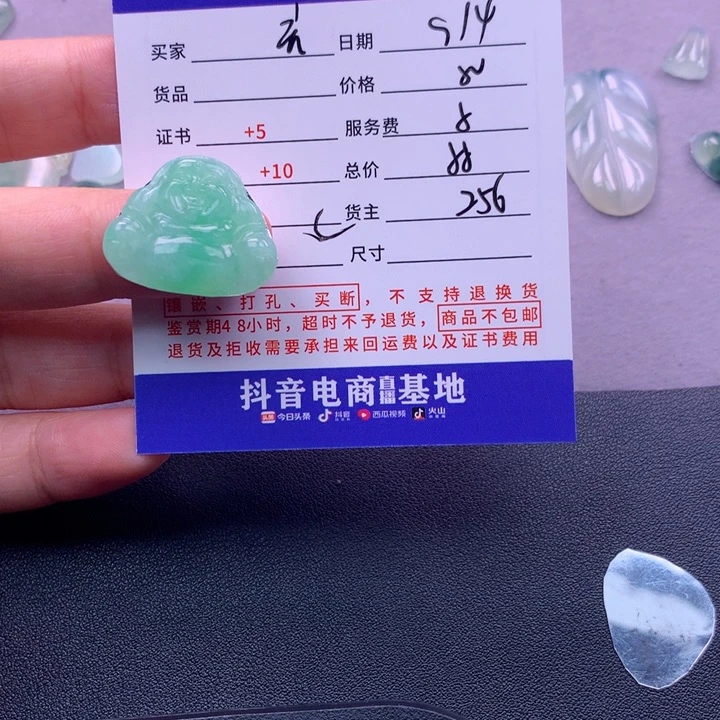 买家 日期 914
货品 价格
证书 +5 服务费 8
+10 总价 88
货主 256
尺寸
镶嵌、打孔、买断，不支持退换货
鉴赏期48小时，超时不予退货，商品不包邮
退货及拒收需要承担来回运费以及证书费用
抖音电商直播基地
头条 今日头条 抖音 西瓜视频 火山